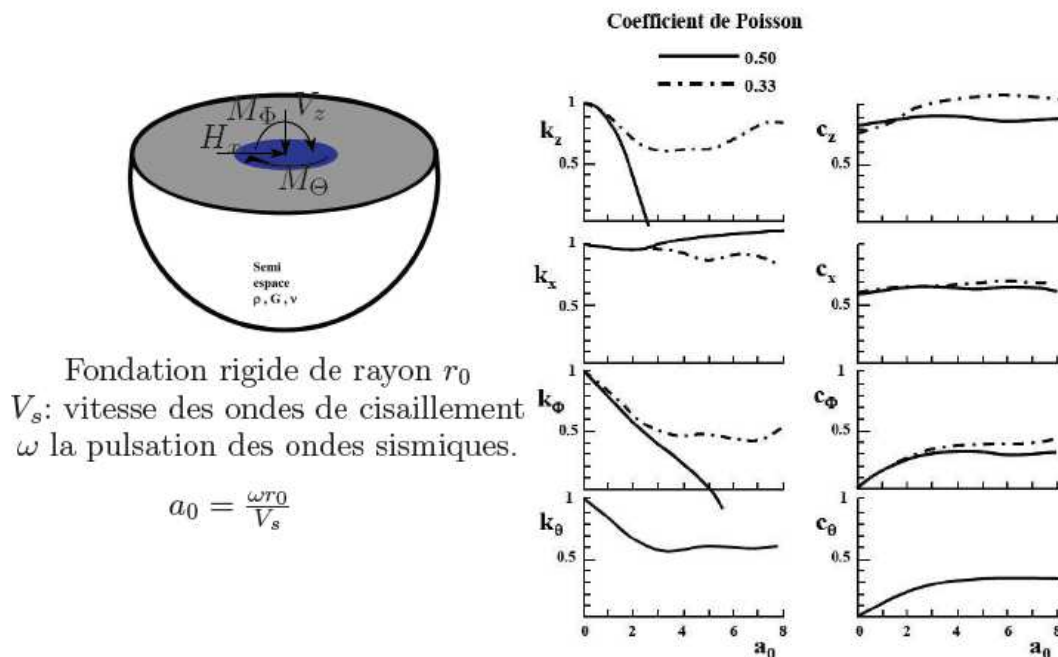 Coefficient de Poisson
0.50
0.33
M_Φ V_z
H_r
M_Θ
Semi
espace
ρ , G , ν
Fondation rigide de rayon r_0
V_s: vitesse des ondes de cisaillement
ω la pulsation des ondes sismiques.
a_0 = ωr_0 / V_s
1
k_z
0.5
1
c_z
0.5
1
k_x
0.5
1
c_x
0.5
1
k_Φ
0.5
1
c_Φ
0.5
1
k_θ
0.5
0 2 4 6 8
a_0
1
c_θ
0.5
0 2 4 6 8
a_0